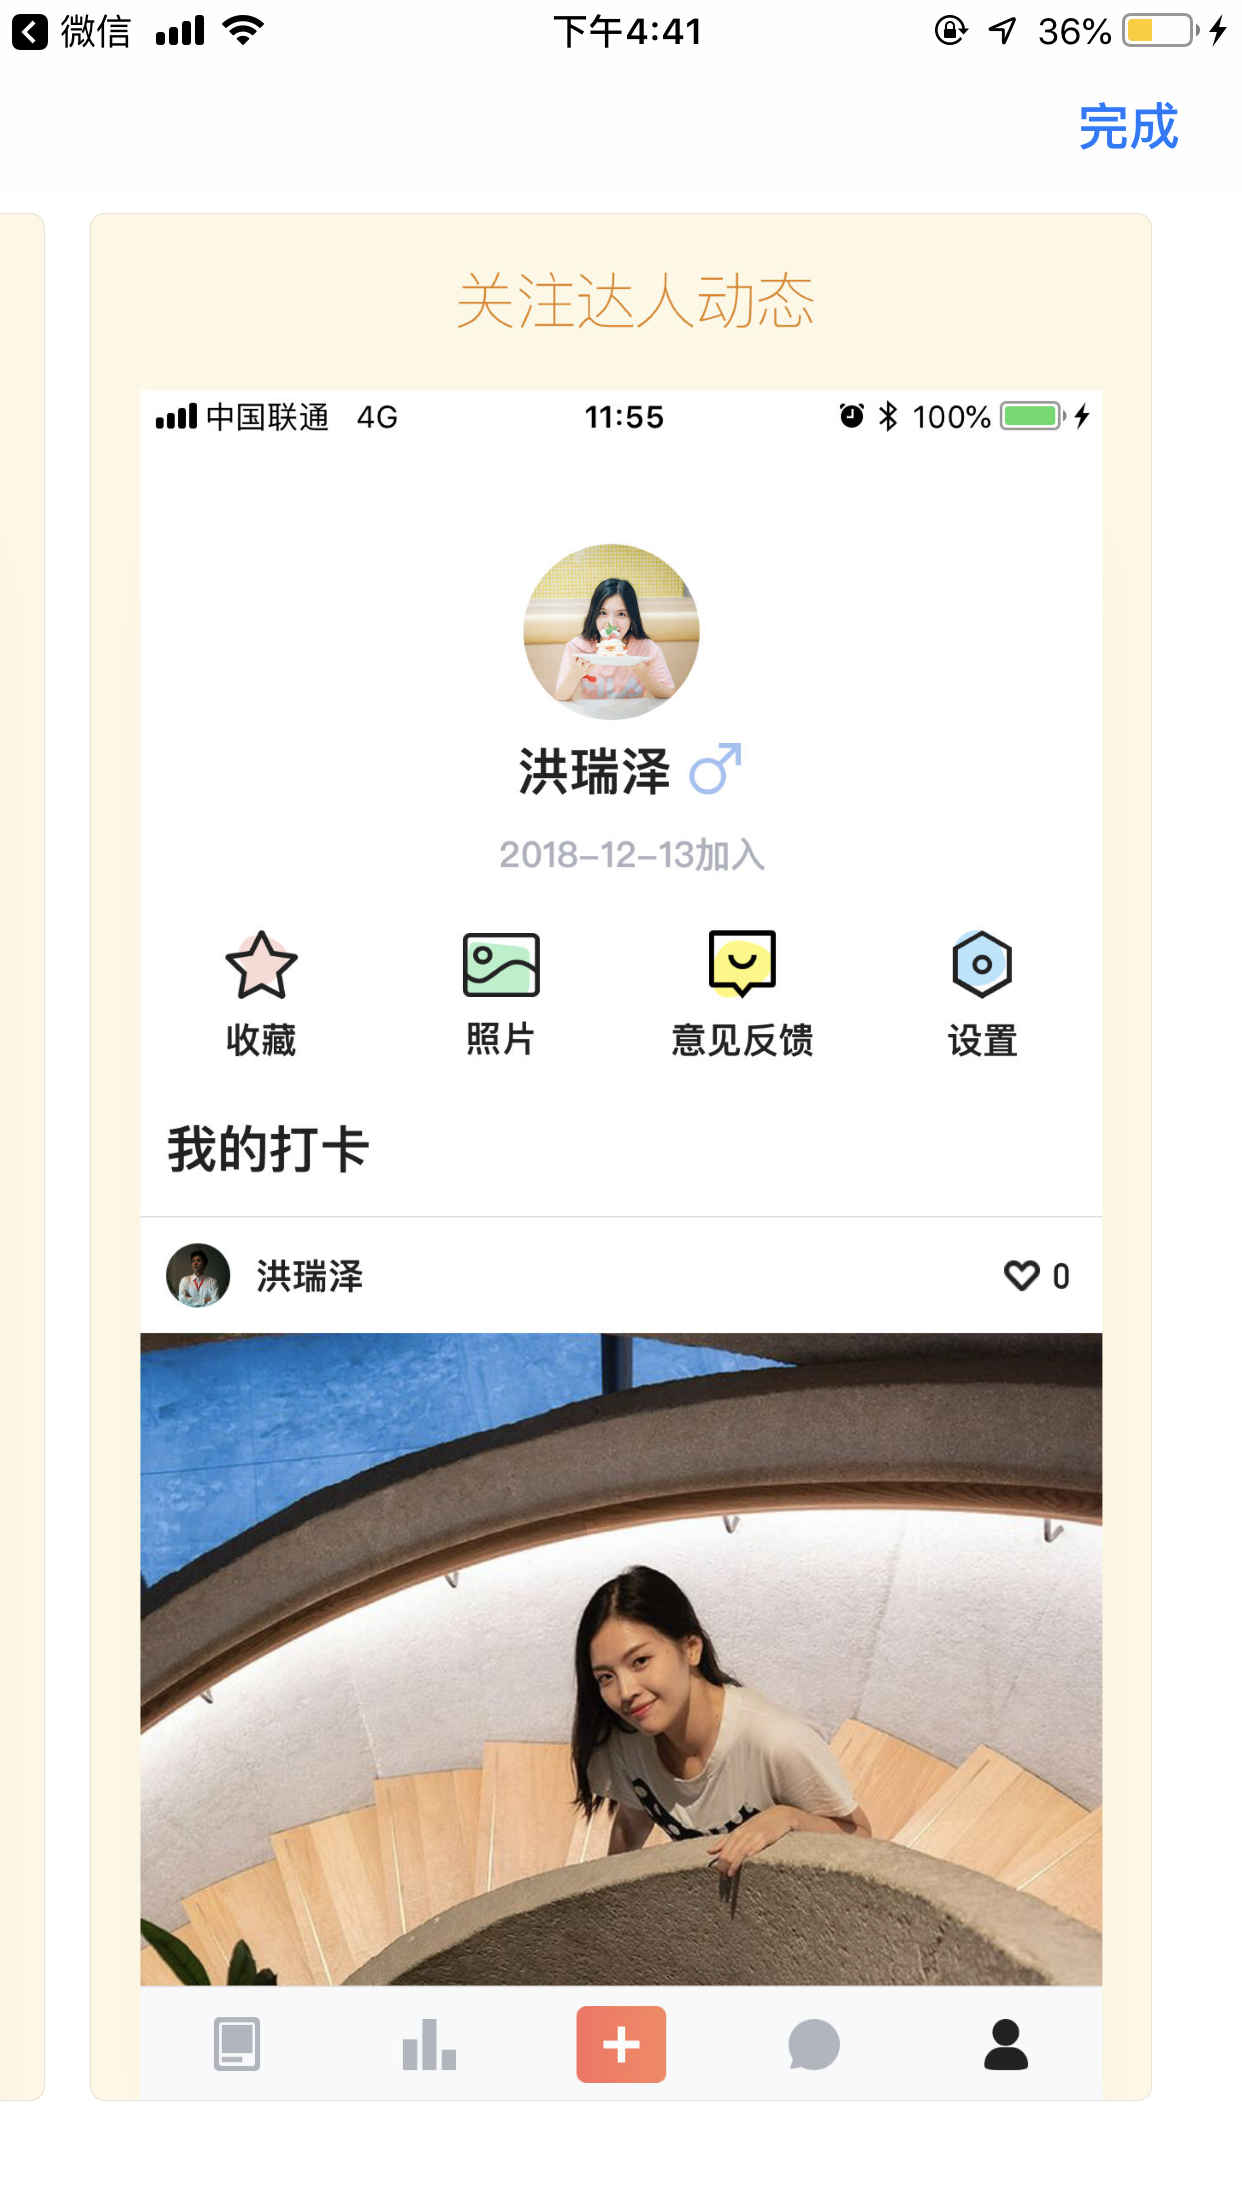 微信 下午4:41 36%
完成
关注达人动态
中国联通 4G 11:55 100%
洪瑞泽
2018-12-13加入
收藏 照片 意见反馈 设置
我的打卡
洪瑞泽 0